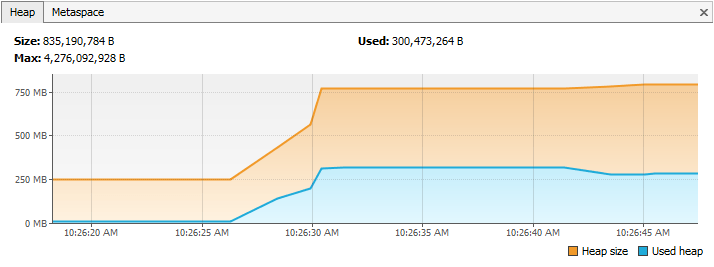 Heap Metaspace
Size: 835,190,784 B Used: 300,473,264 B
Max: 4,276,092,928 B
750 MB
500 MB
250 MB
0 MB
10:26:20 AM 10:26:25 AM 10:26:30 AM 10:26:35 AM 10:26:40 AM 10:26:45 AM
Heap size Used heap